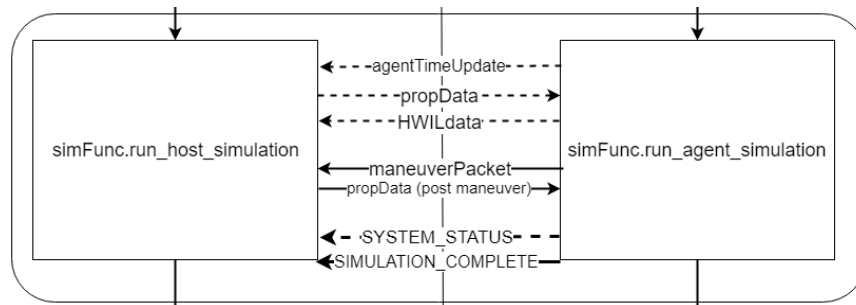 agentTimeUpdate
propData
HWILdata
simFunc.run_host_simulation
simFunc.run_agent_simulation
maneuverPacket
propData (post maneuver)
SYSTEM_STATUS
SIMULATION_COMPLETE